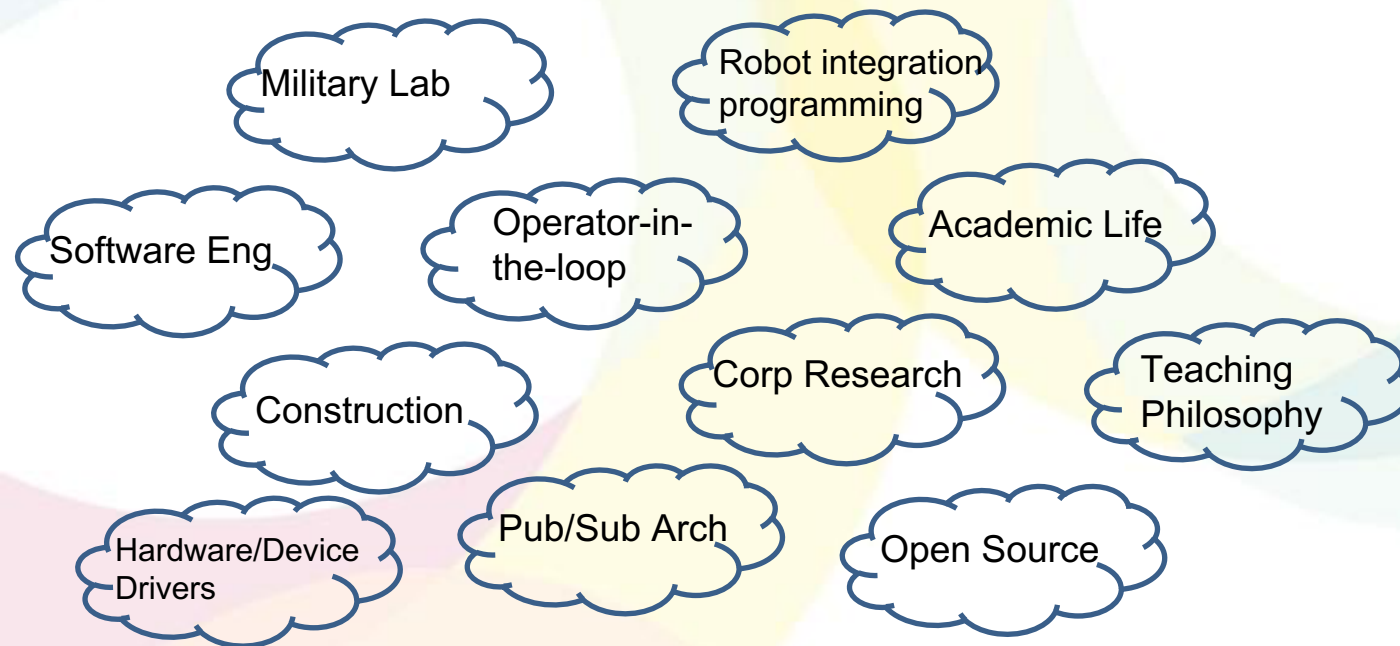 Military Lab
Robot integration
programming
Software Eng
Operator-in-
the-loop
Academic Life
Construction
Corp Research
Teaching
Philosophy
Hardware/Device
Drivers
Pub/Sub Arch
Open Source